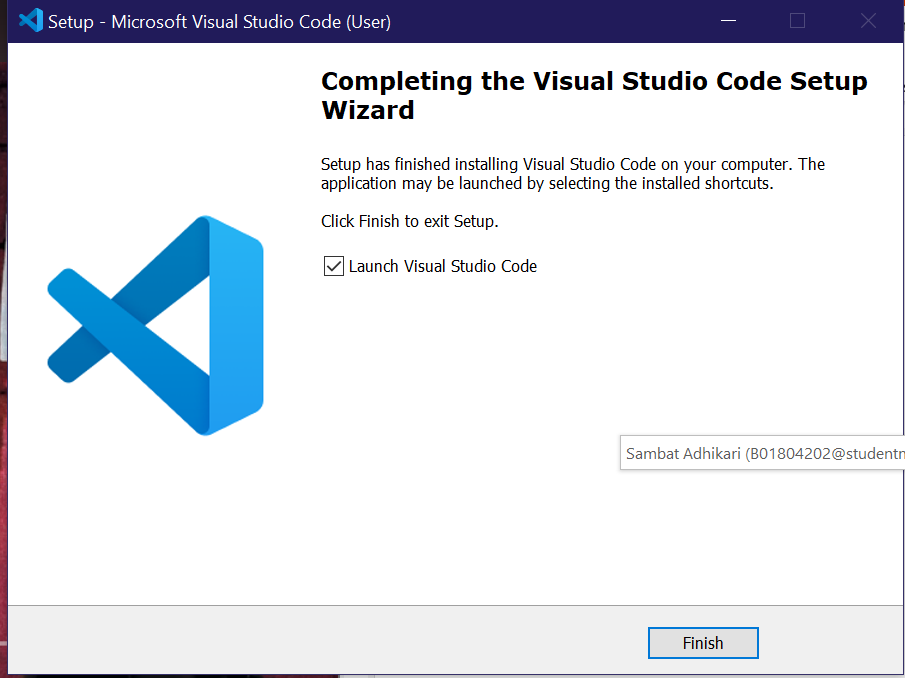 Setup - Microsoft Visual Studio Code (User)
Completing the Visual Studio Code Setup
Wizard
Setup has finished installing Visual Studio Code on your computer. The
application may be launched by selecting the installed shortcuts.
Click Finish to exit Setup.
Launch Visual Studio Code
Sambat Adhikari (B01804202@student
Finish